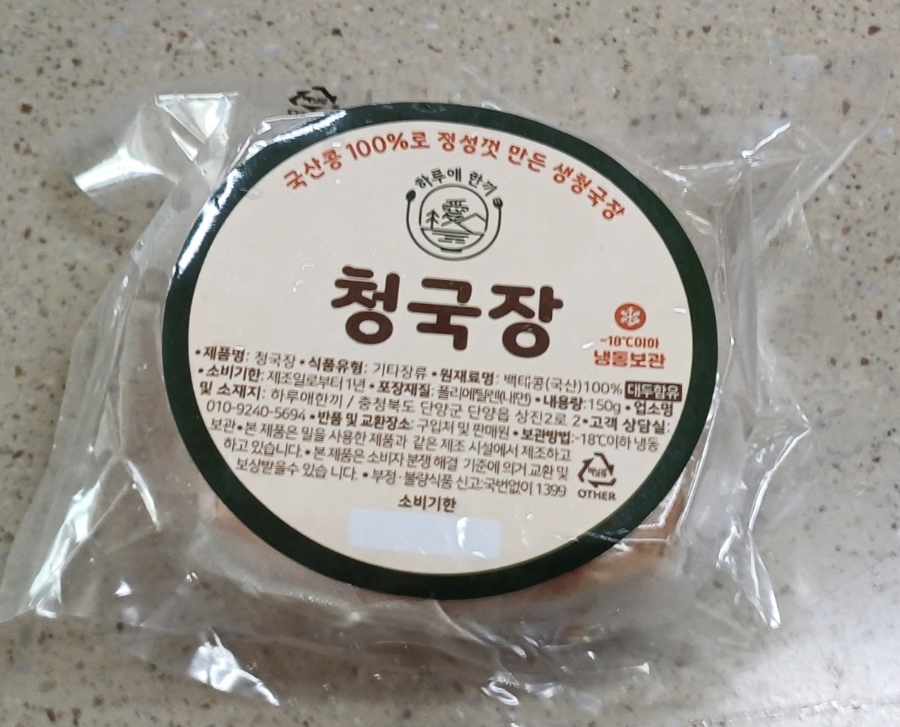 국산콩 100%로 정성껏 만든 생청국장
하루애 한끼
愛
청국장
-18℃이하
냉동보관
• 제품명: 청국장 • 식품유형: 기타장류 • 원재료명: 백태콩(국산)100% 대두함유
• 소비기한: 제조일로부터 1년 • 포장재질: 폴리에틸렌(내면) • 내용량:150g • 업소명
및 소재지: 하루애한끼 / 충청북도 단양군 단양읍 상진2로 2 • 고객 상담실:
010-9240-5694 • 반품 및 교환장소: 구입처 및 판매원 • 보관방법:-18℃이하 냉동
보관 • 본 제품은 밀을 사용한 제품과 같은 제조 시설에서 제조하고
하고 있습니다. • 본 제품은 소비자 분쟁 해결 기준에 의거 교환 및
보상받을수 있습 니다. • 부정·불량식품 신고:국번없이 1399
비닐류
OTHER
소비기한